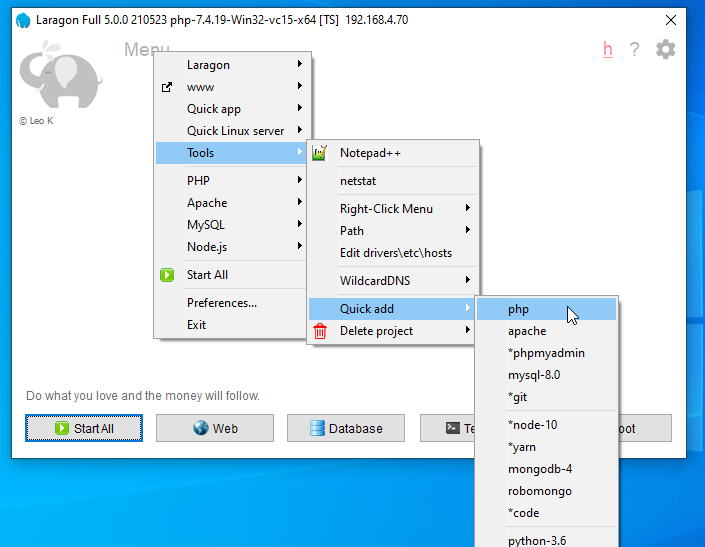 Laragon Full 5.0.0 210523 php-7.4.19-Win32-vc15-x64 [TS] 192.168.4.70
Menu
h ?
© Leo K
Laragon
www
Quick app
Quick Linux server
Tools
PHP
Apache
MySQL
Node.js
Start All
Preferences...
Exit
Notepad++
netstat
Right-Click Menu
Path
Edit drivers\etc\hosts
WildcardDNS
Quick add
Delete project
php
apache
*phpmyadmin
mysql-8.0
*git
*node-10
*yarn
mongodb-4
robomongo
*code
python-3.6
Do what you love and the money will follow.
Start All
Web
Database